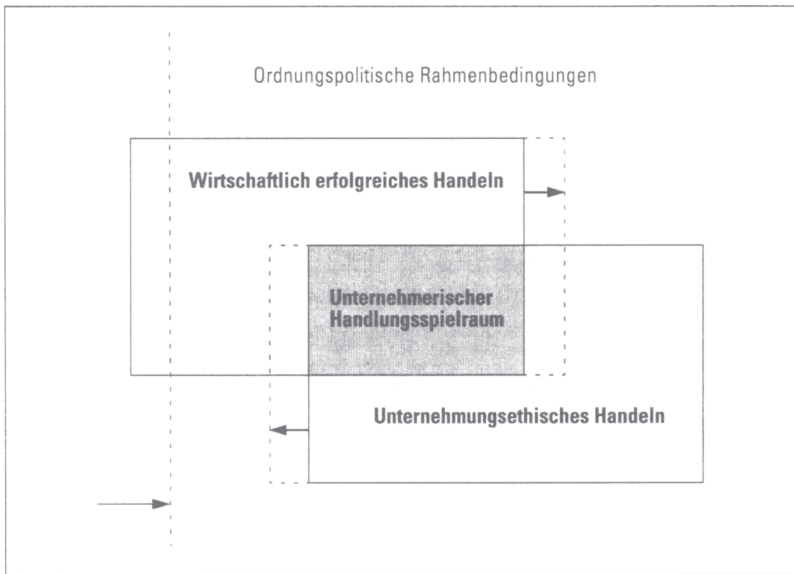 Ordnungspolitische Rahmenbedingungen
Wirtschaftlich erfolgreiches Handeln
Unternehmerischer
Handlungsspielraum
Unternehmungsethisches Handeln